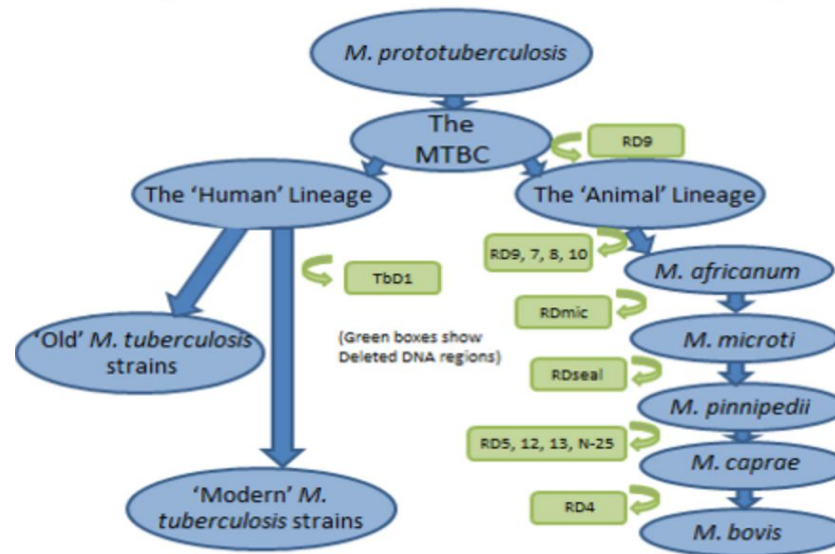 M. prototuberculosis
The
MTBC
RD9
The 'Human' Lineage
The 'Animal' Lineage
RD9, 7, 8, 10
TbD1
M. africanum
RDmic
(Green boxes show
Deleted DNA regions)
'Old' M. tuberculosis
strains
M. microti
RDseal
M. pinnipedii
RD5, 12, 13, N-25
M. caprae
'Modern' M.
tuberculosis strains
RD4
M. bovis